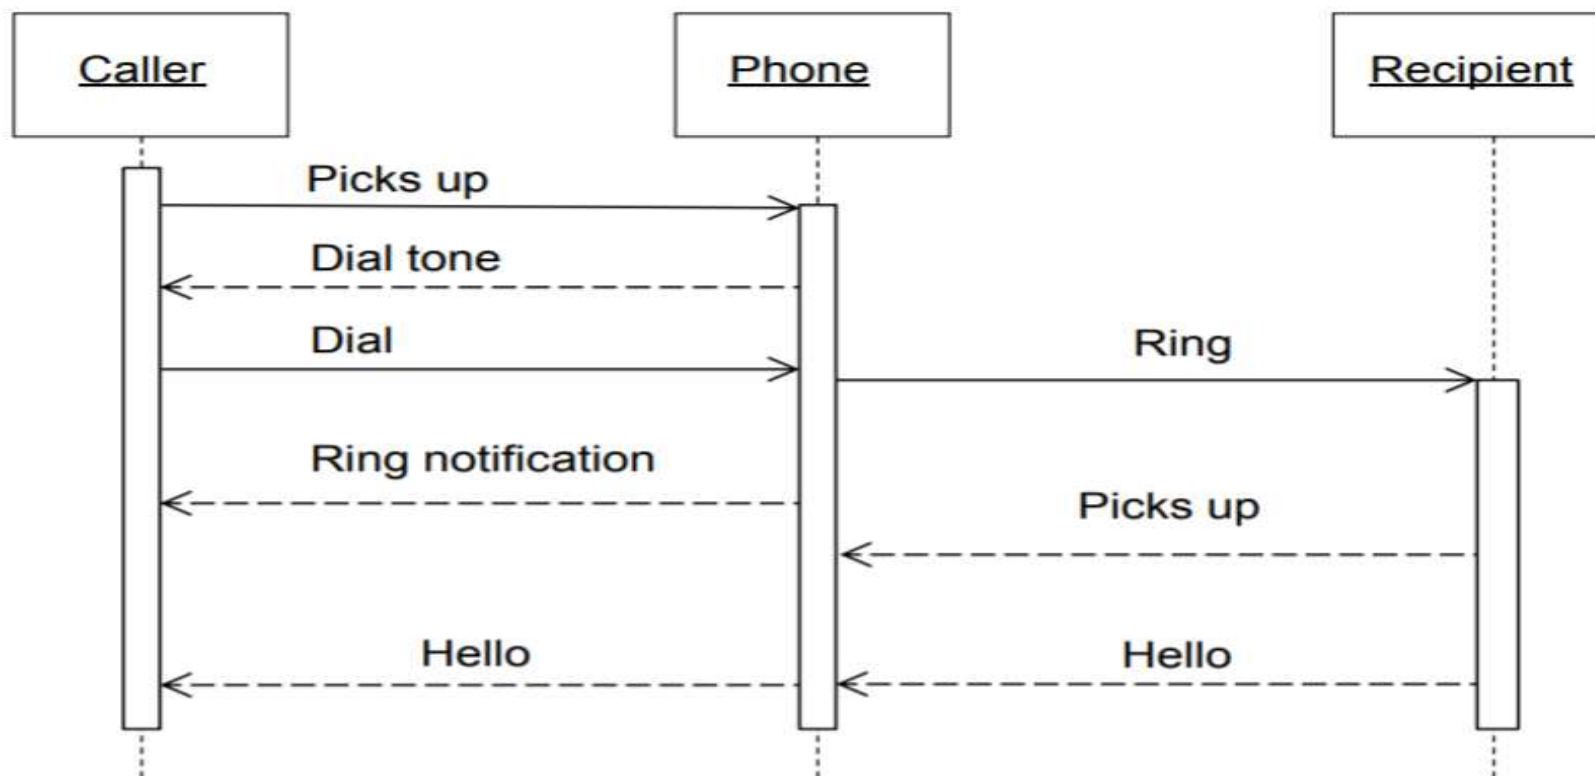 Caller
Phone
Recipient
Picks up
Dial tone
Dial
Ring
Ring notification
Picks up
Hello
Hello